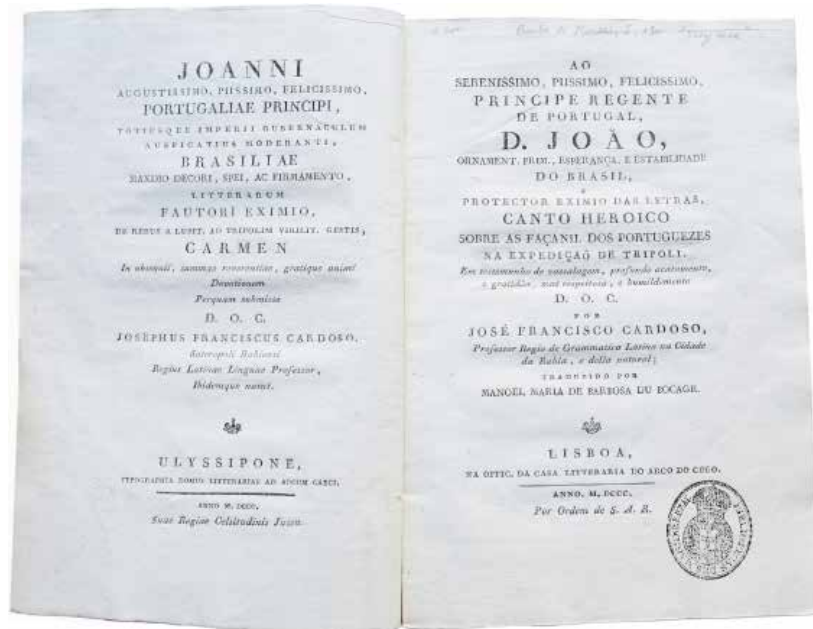 JOANNI
AUGUSTISSIMO, PIISSIMO, FELICISSIMO,
PORTUGALIAE PRINCIPI,
TOTIUSQUE IMPERII GUBERNACULUM
AUSPICATIUS MODERANTI,
BRASILIAE
MAXIMO DECORI, SPEI, AC FIRMAMENTO,
LITTERARUM
FAUTORI EXIMIO,
DE REBUS A LUSIT. AD TRIPOLIM VIRILIT. GESTIS,
CARMEN
In obsequii, summae reverentiae, gratique animi
Devotionem
Perquam submisse
D. O. C.
JOSEPHUS FRANCISCUS CARDOSO,
Soteropoli Bahiensi
Regius Latinae Linguae Professor,
Ibidemque natus.
ULYSSIPONE,
TYPOGRAPHIA DOMUS LITTERARIAE AD ARCUM CAECI.
ANNO M. DCCC.
Suae Regiae Celsitudinis Jussu.
AO
SERENISSIMO, PIISSIMO, FELICISSIMO,
PRINCIPE REGENTE
DE PORTUGAL,
D. JOÃO,
ORNAMENT. PRIM., ESPERANÇA, E ESTABILIDADE
DO BRASIL,
E
PROTECTOR EXIMIO DAS LETRAS,
CANTO HEROICO
SOBRE AS FAÇANH. DOS PORTUGUEZES
NA EXPEDIÇAÕ DE TRIPOLI.
Em testimunho de vassalagem, profundo acatamento,
e gratidão, mui respeitosa, e humildemente
D. O. C.
POR
JOSÉ FRANCISCO CARDOSO,
Professor Regio de Grammatica Latina na Cidade
da Bahia, e della natural;
TRADUZIDO POR
MANOEL MARIA DE BARBOSA DU BOCAGE.
LISBOA,
NA OFFIC. DA CASA LITTERARIA DO ARCO DO CEGO.
ANNO. M. DCCC.
Por Ordem de S. A. R.